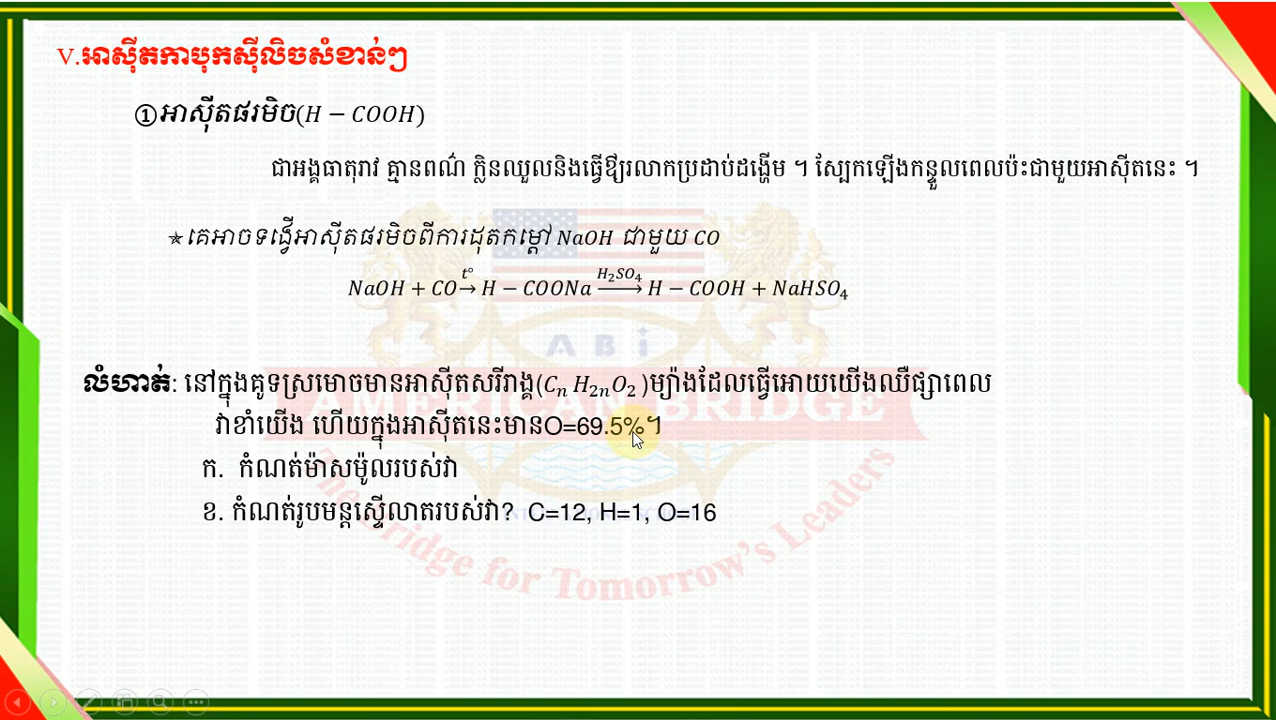 V.អាស៊ីតកាបុកស៊ីលិចសំខាន់ៗ
①អាស៊ីតផរមិច(H − COOH)
ជាអង្គធាតុរាវ គ្មានពណ៌ ក្លិនឈួលនិងធ្វើឱ្យរលាកប្រដាប់ដង្ហើម ។ ស្បែកឡើងកន្ទួលពេលប៉ះជាមួយអាស៊ីតនេះ ។
✯គេអាចទង្វើអាស៊ីតផរមិចពីការដុតកម្តៅ NaOH ជាមួយ CO
NaOH + CO →(t°) H − COONa →(H₂SO₄) H − COOH + NaHSO₄
លំហាត់: នៅក្នុងគូទស្រមោចមានអាស៊ីតសរីរាង្គ(CₙH₂ₙO₂ )ម្យ៉ាងដែលធ្វើអោយយើងឈឺផ្សាពេល
វាខាំយើង ហើយក្នុងអាស៊ីតនេះមានO=69.5%។
ក. កំណត់ម៉ាសម៉ូលរបស់វា
ខ. កំណត់រូបមន្តស្ទើលាតរបស់វា? C=12, H=1, O=16
ABi
AMERICAN BRIDGE
The Bridge for Tomorrow's Leaders